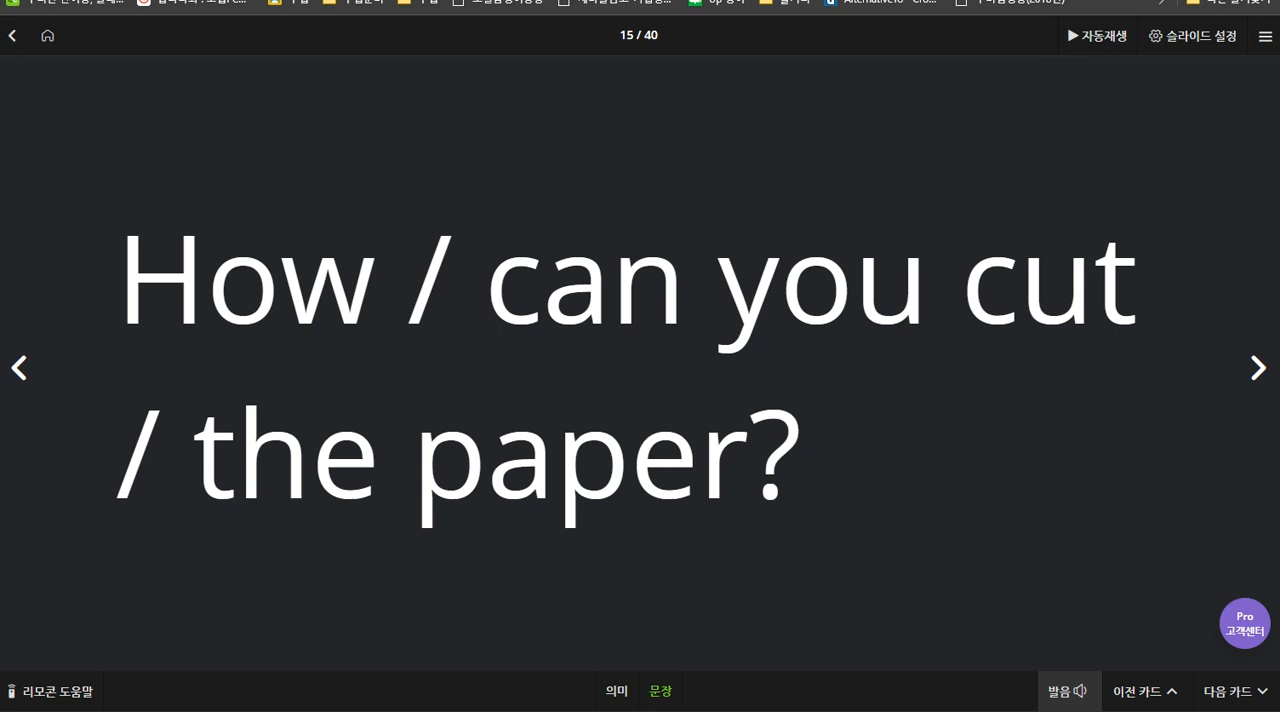 15 / 40
▶ 자동재생
슬라이드 설정
How / can you cut
/ the paper?
Pro
고객센터
리모콘 도움말
의미
문장
발음
이전 카드
다음 카드